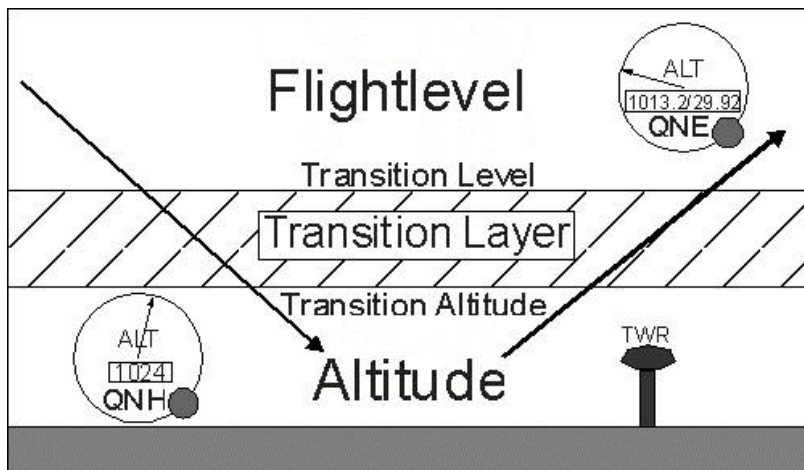 Flightlevel
ALT
1013.2/29.92
QNE
Transition Level
Transition Layer
Transition Altitude
ALT
1024
QNH
Altitude
TWR